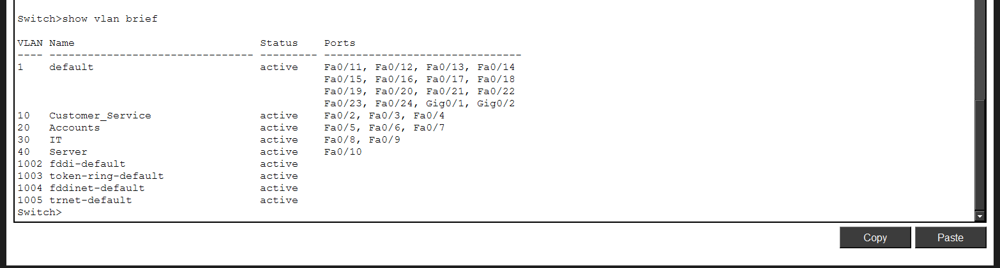 Switch>show vlan brief
VLAN Name                             Status    Ports
---- -------------------------------- --------- -------------------------------
1    default                          active    Fa0/11, Fa0/12, Fa0/13, Fa0/14
                                                Fa0/15, Fa0/16, Fa0/17, Fa0/18
                                                Fa0/19, Fa0/20, Fa0/21, Fa0/22
                                                Fa0/23, Fa0/24, Gig0/1, Gig0/2
10   Customer_Service                 active    Fa0/2, Fa0/3, Fa0/4
20   Accounts                         active    Fa0/5, Fa0/6, Fa0/7
30   IT                               active    Fa0/8, Fa0/9
40   Server                           active    Fa0/10
1002 fddi-default                     active
1003 token-ring-default               active
1004 fddinet-default                  active
1005 trnet-default                    active
Switch>
Copy Paste